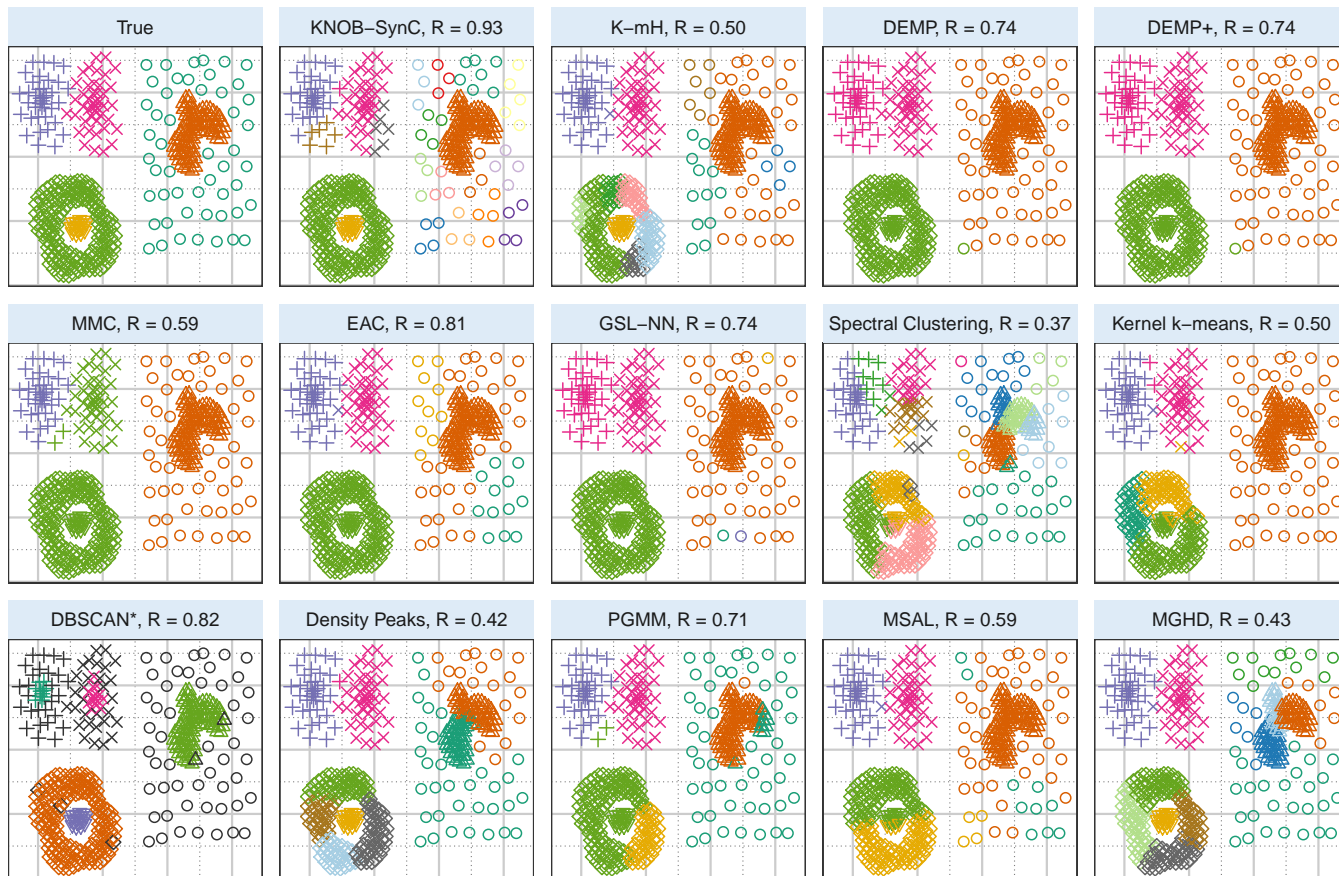 True
KNOB−SynC, R = 0.93
K−mH, R = 0.50
DEMP, R = 0.74
DEMP+, R = 0.74
MMC, R = 0.59
EAC, R = 0.81
GSL−NN, R = 0.74
Spectral Clustering, R = 0.37
Kernel k−means, R = 0.50
DBSCAN*, R = 0.82
Density Peaks, R = 0.42
PGMM, R = 0.71
MSAL, R = 0.59
MGHD, R = 0.43